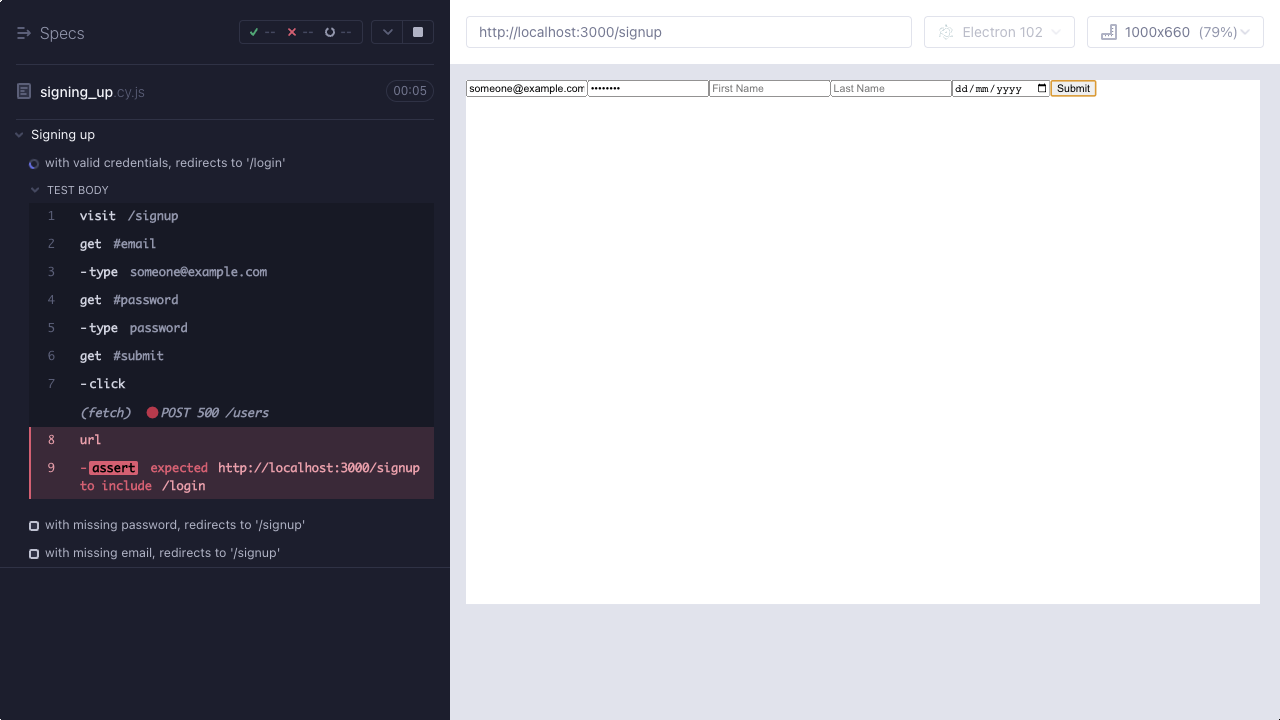 Specs
-- -- --
signing_up.cy.js 00:05
Signing up
with valid credentials, redirects to '/login'
TEST BODY
1 visit /signup
2 get #email
3 -type someone@example.com
4 get #password
5 -type password
6 get #submit
7 -click
(fetch) POST 500 /users
8 url
9 -assert expected http://localhost:3000/signup
to include /login
with missing password, redirects to '/signup'
with missing email, redirects to '/signup'
http://localhost:3000/signup Electron 102 1000x660 (79%)
someone@example.com •••••••• First Name Last Name dd/mm/yyyy Submit